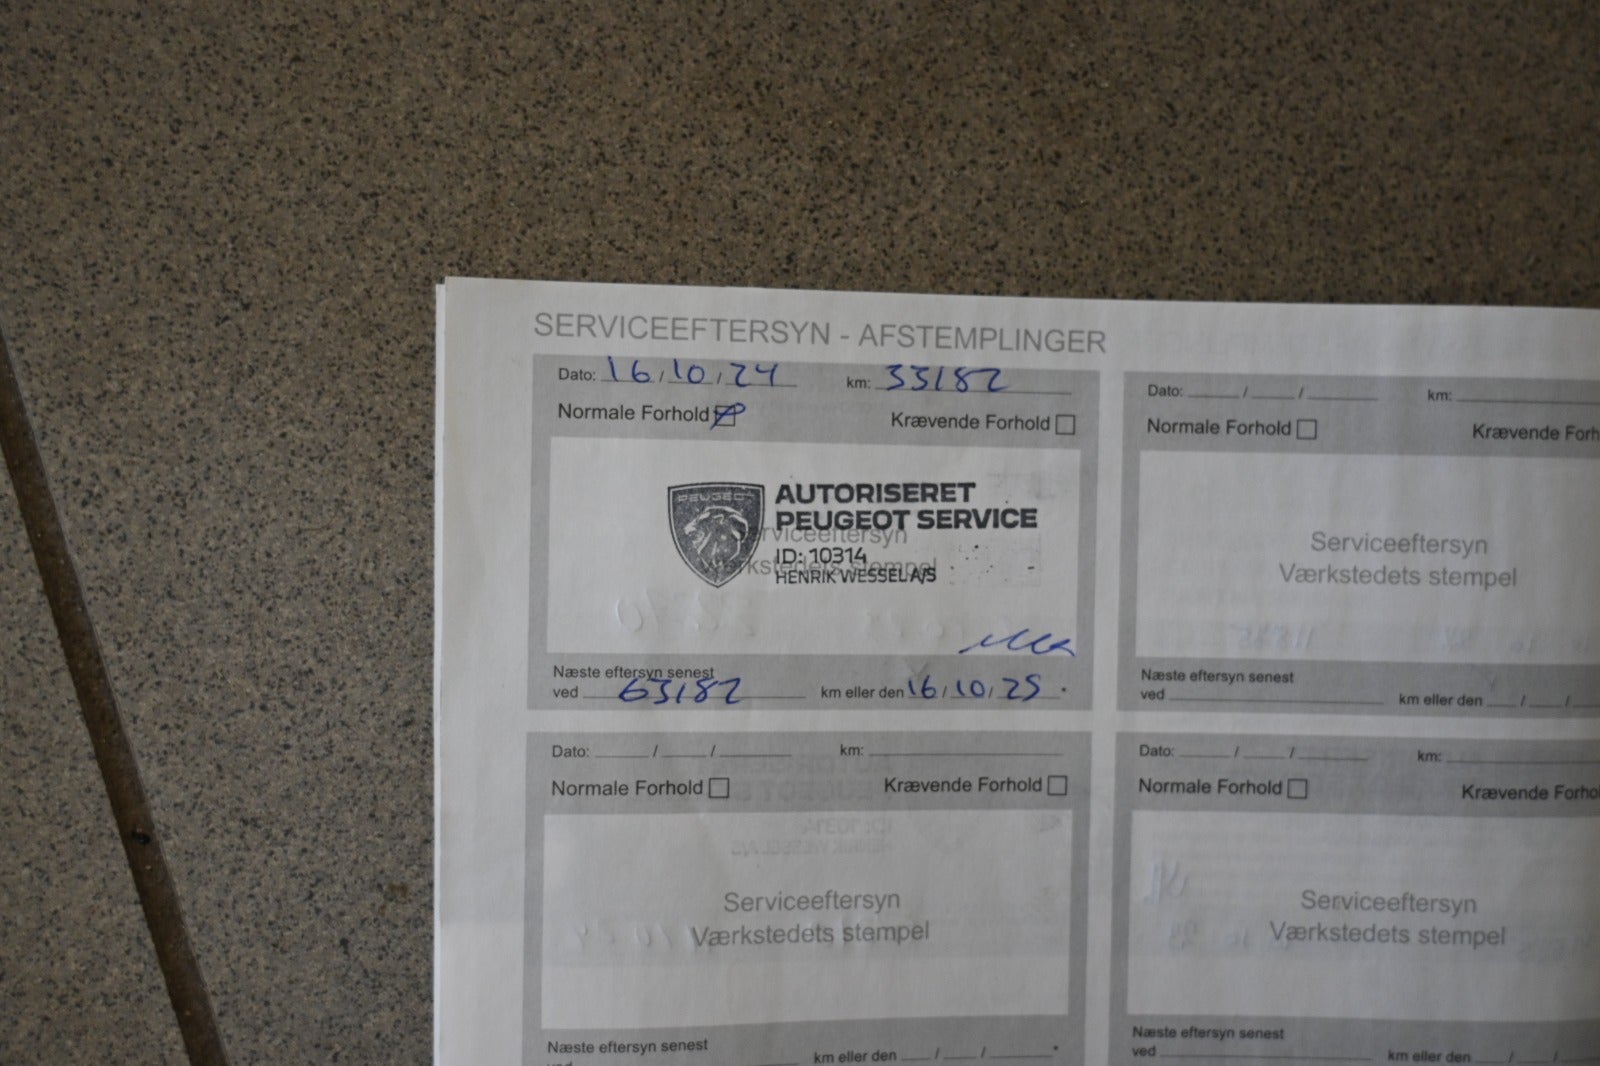 SERVICEEFTERSYN - AFSTEMPLINGER
Dato: 16/10/24 km: 33182
Normale Forhold Krævende Forhold
PEUGEOT
AUTORISERET
PEUGEOT SERVICE
Serviceeftersyn
ID: 10314
Værkstedets stempel
HENRIK WESSEL A/S
Næste eftersyn senest
ved 63182 km eller den 16/10/25
Dato: / / km:
Normale Forhold Krævende Forh
Serviceeftersyn
Værkstedets stempel
Næste eftersyn senest
ved km eller den / /
Dato: / / km:
Normale Forhold Krævende Forhold
Serviceeftersyn
Værkstedets stempel
Næste eftersyn senest
km eller den / /
Dato: / / km:
Normale Forhold Krævende Forho
Serviceeftersyn
Værkstedets stempel
Næste eftersyn senest
ved km eller den / /